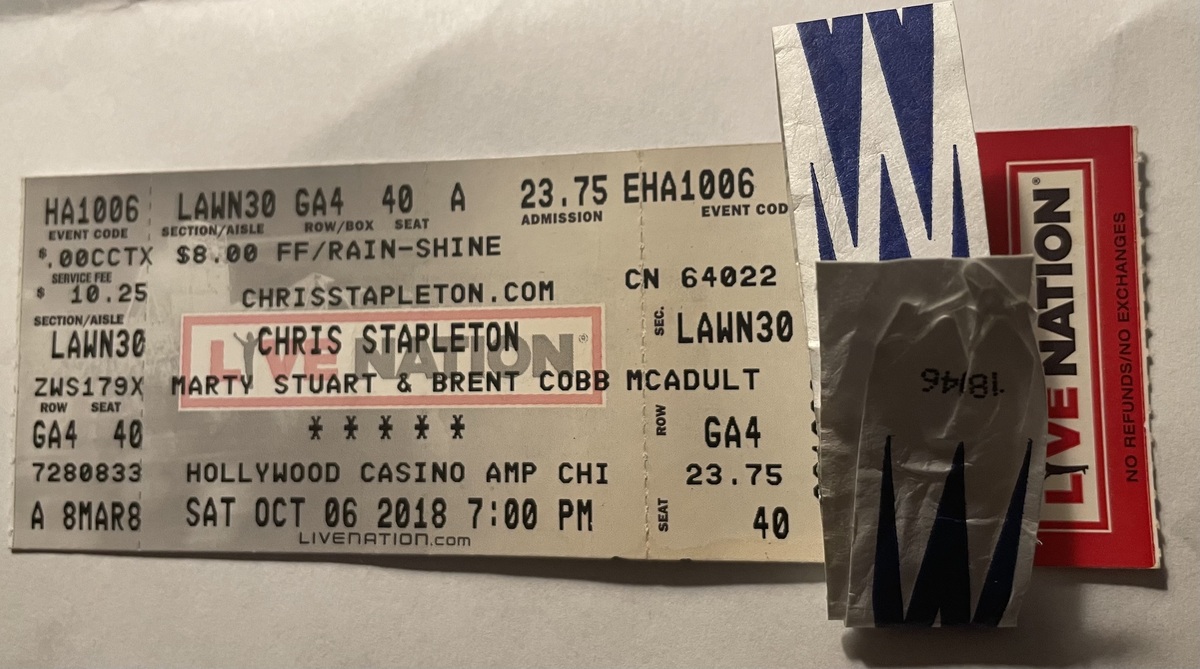 HA1006 LAWN30 GA4 40 A 23.75 EHA1006
EVENT CODE SECTION/AISLE ROW/BOX SEAT ADMISSION EVENT COD
$.00CCTX $8.00 FF/RAIN-SHINE
SERVICE FEE
$ 10.25 CHRISSTAPLETON.COM CN 64022
SECTION/AISLE
LAWN30 CHRIS STAPLETON SEC. LAWN30
LIVE NATION®
ZWS179X MARTY STUART & BRENT COBB MCADULT
ROW SEAT
GA4 40 * * * * * ROW GA4
7280833 HOLLYWOOD CASINO AMP CHI 23.75
A 8MAR8 SAT OCT 06 2018 7:00 PM SEAT 40
LIVENATION.com
LIVE NATION®
NO REFUNDS/NO EXCHANGES